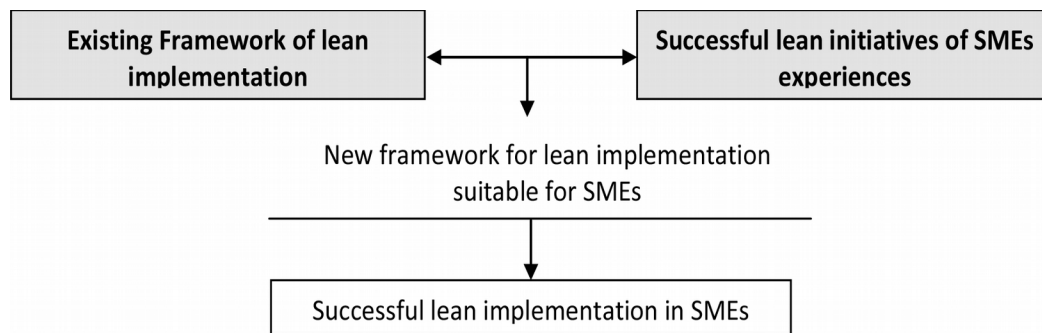 Existing Framework of lean
implementation
Successful lean initiatives of SMEs
experiences
New framework for lean implementation
suitable for SMEs
Successful lean implementation in SMEs